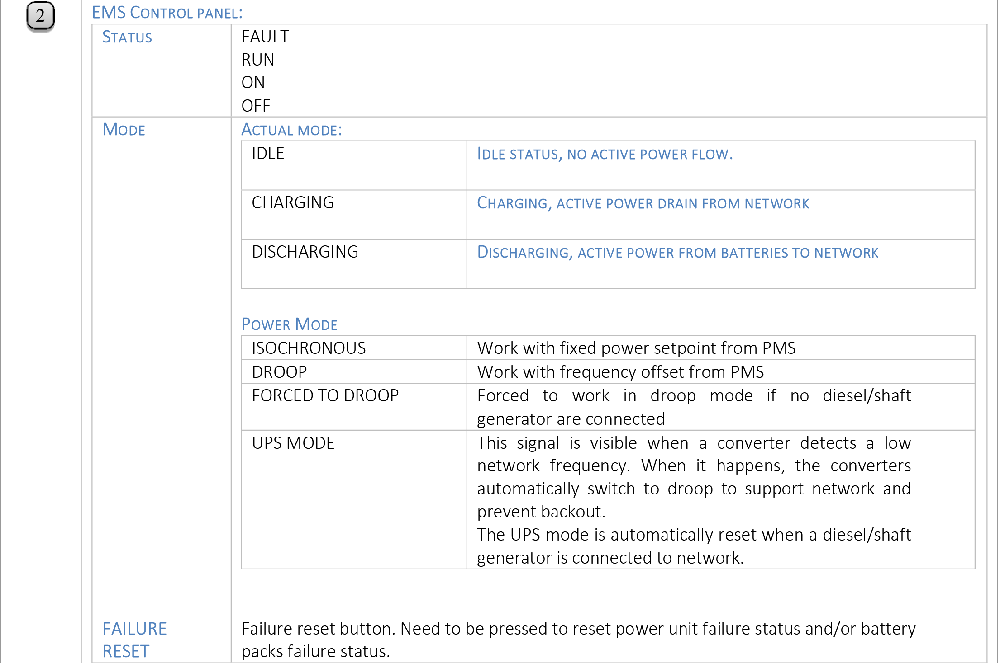 2
EMS CONTROL PANEL:
STATUS
FAULT
RUN
ON
OFF
MODE
ACTUAL MODE:
IDLE
IDLE STATUS, NO ACTIVE POWER FLOW.
CHARGING
CHARGING, ACTIVE POWER DRAIN FROM NETWORK
DISCHARGING
DISCHARGING, ACTIVE POWER FROM BATTERIES TO NETWORK
POWER MODE
ISOCHRONOUS
Work with fixed power setpoint from PMS
DROOP
Work with frequency offset from PMS
FORCED TO DROOP
Forced to work in droop mode if no diesel/shaft
generator are connected
UPS MODE
This signal is visible when a converter detects a low
network frequency. When it happens, the converters
automatically switch to droop to support network and
prevent backout.
The UPS mode is automatically reset when a diesel/shaft
generator is connected to network.
FAILURE
RESET
Failure reset button. Need to be pressed to reset power unit failure status and/or battery
packs failure status.